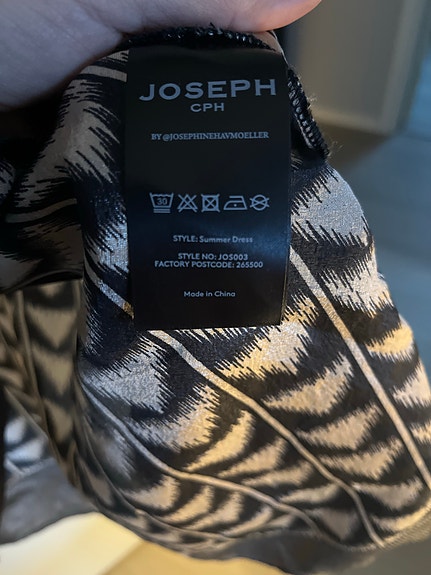 JOSEPH
CPH
BY @JOSEPHINEHAVMOELLER
30
STYLE: Summer Dress
STYLE NO: JOS003
FACTORY POSTCODE: 265500
Made in China